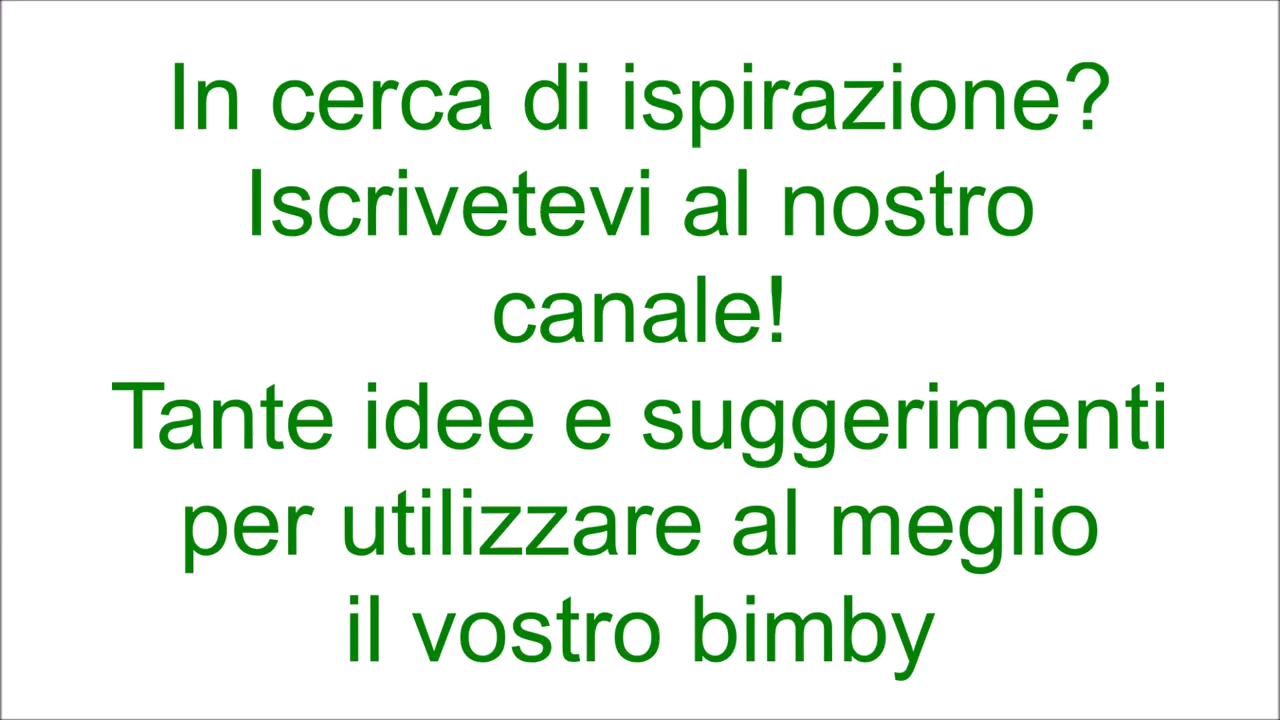 In cerca di ispirazione?
Iscrivetevi al nostro
canale!
Tante idee e suggerimenti
per utilizzare al meglio
il vostro bimby